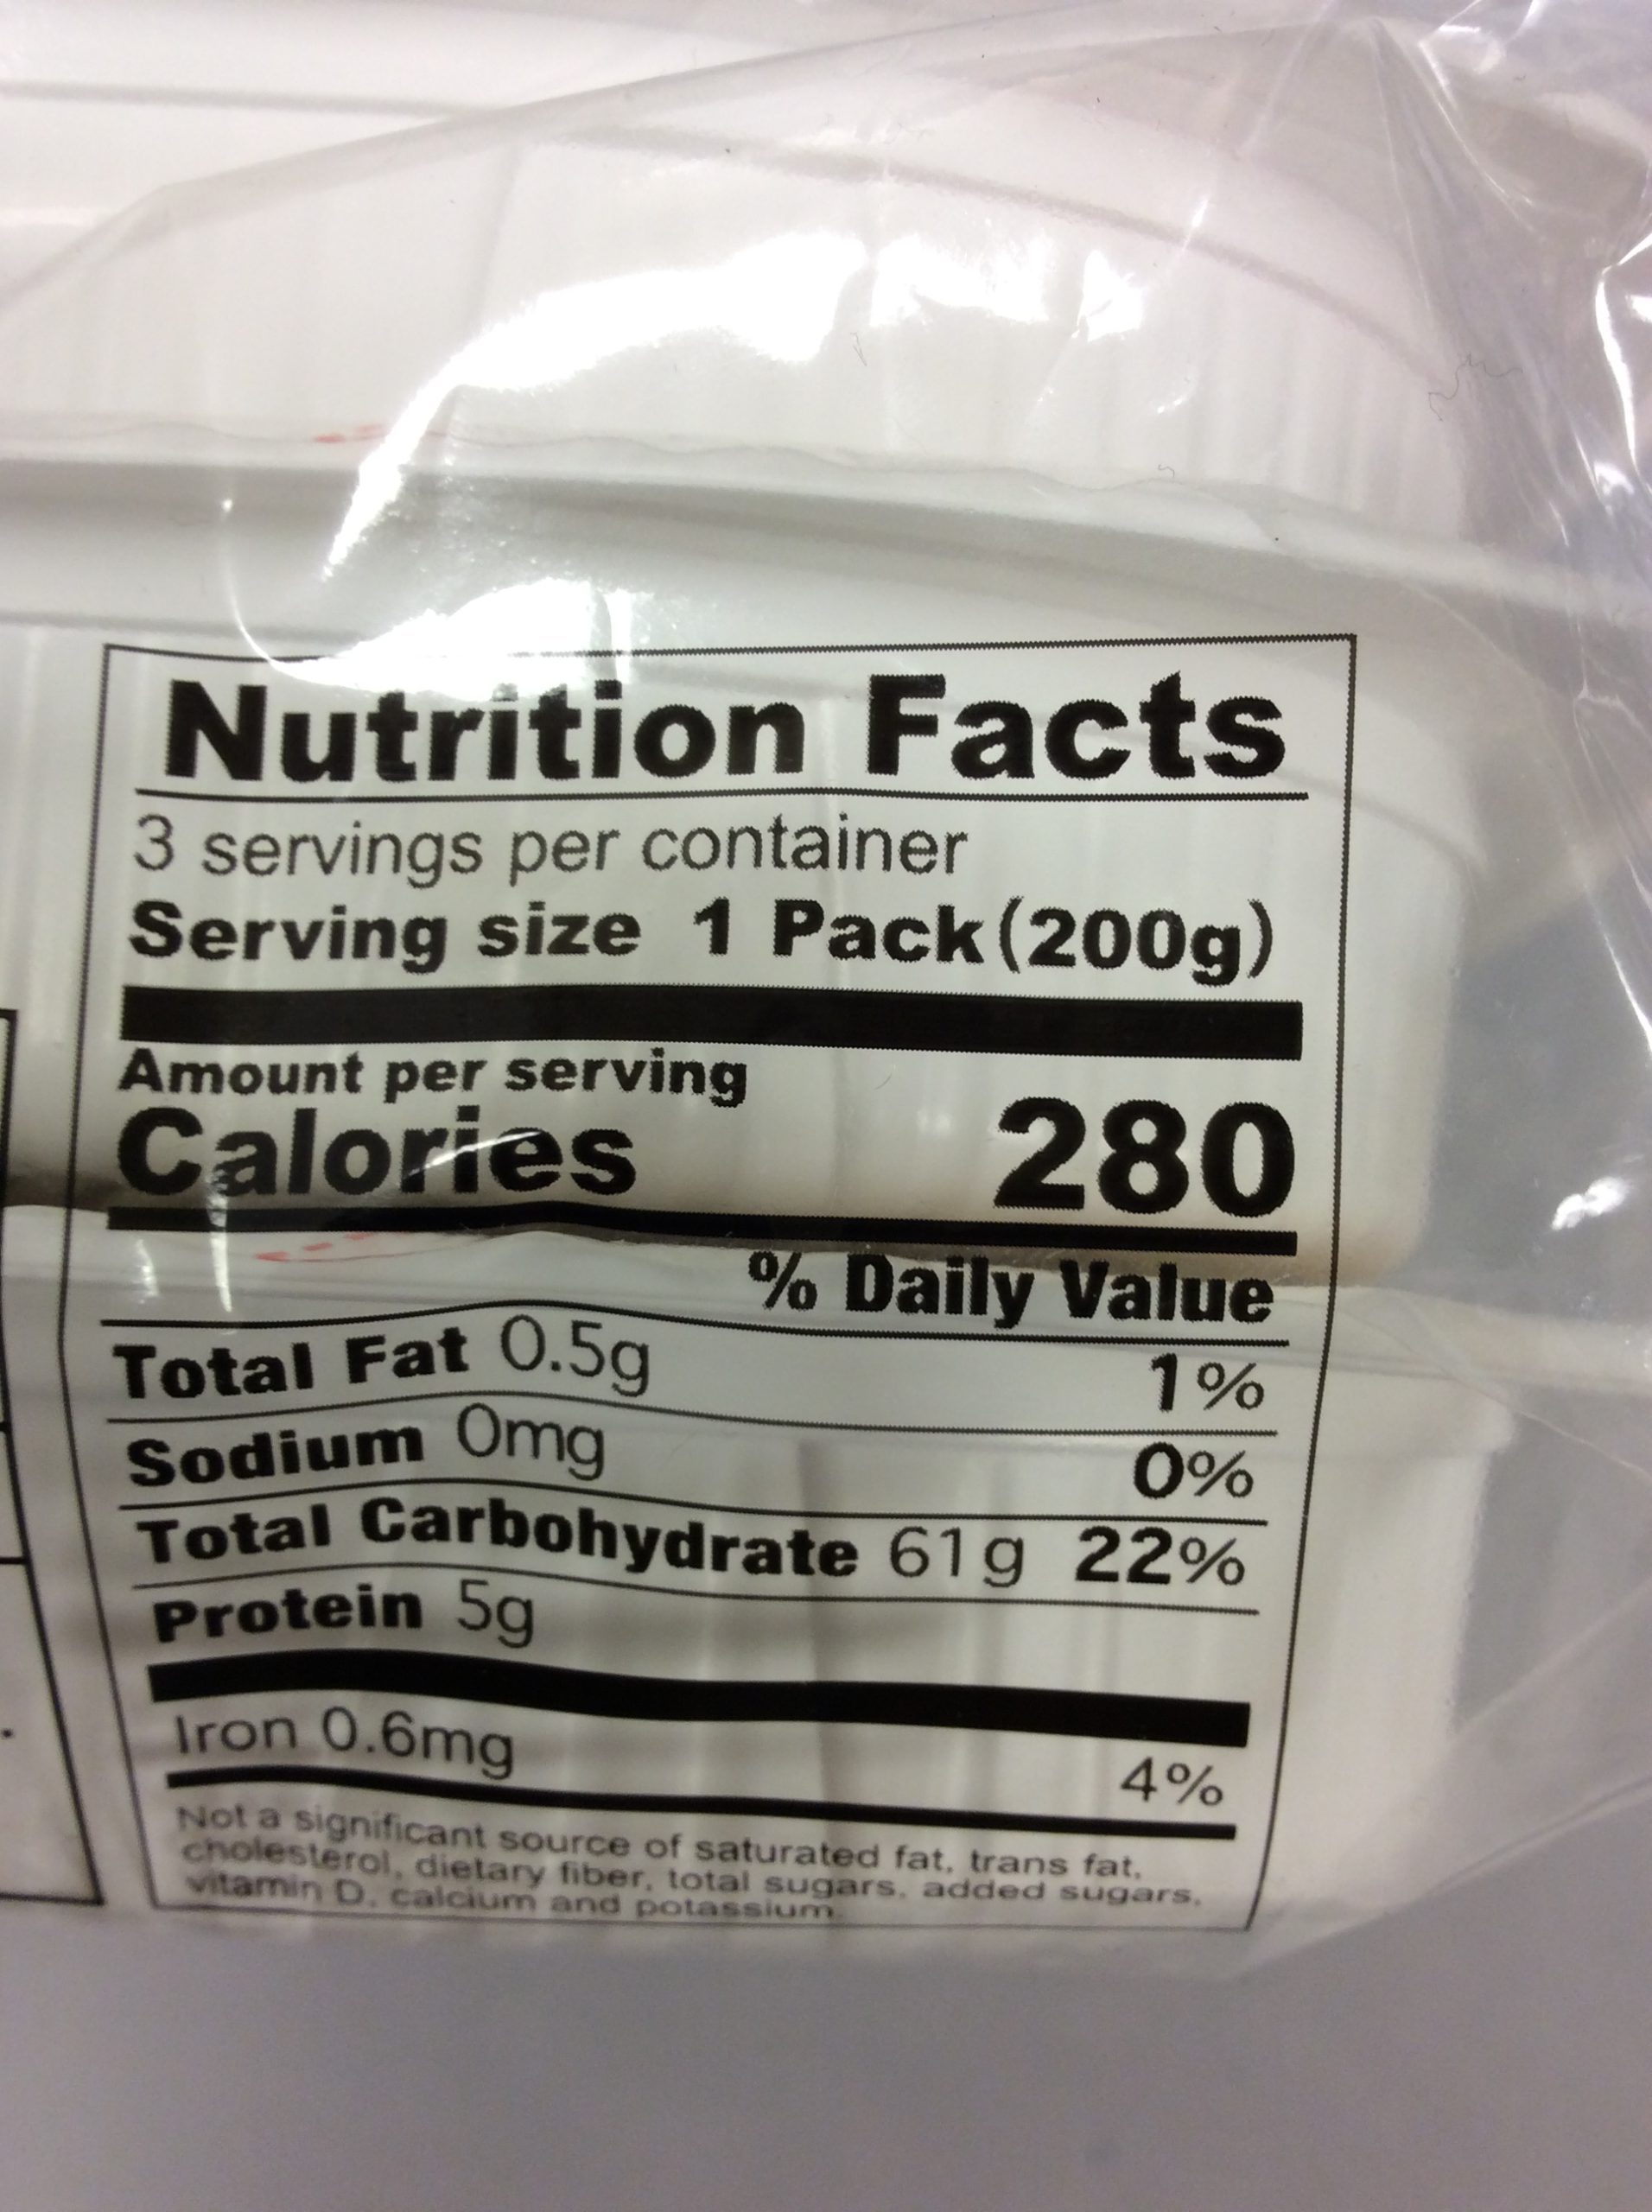 Nutrition Facts
3 servings per container
Serving size 1 Pack(200g)
Amount per serving
Calories 280
% Daily Value
Total Fat 0.5g 1%
Sodium 0mg 0%
Total Carbohydrate 61g 22%
Protein 5g
Iron 0.6mg 4%
Not a significant source of saturated fat, trans fat,
cholesterol, dietary fiber, total sugars, added sugars,
vitamin D, calcium and potassium.